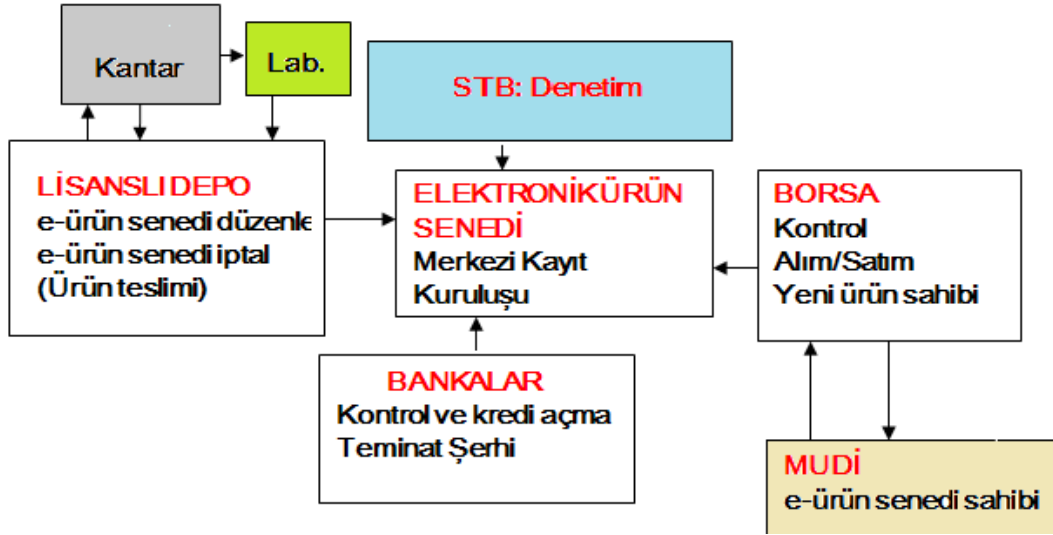 Kantar
Lab.
STB: Denetim
LİSANSLI DEPO
e-ürün senedi düzenle
e-ürün senedi iptal
(Ürün teslimi)
ELEKTRONİK ÜRÜN
SENEDİ
Merkezi Kayıt
Kuruluşu
BORSA
Kontrol
Alım/Satım
Yeni ürün sahibi
BANKALAR
Kontrol ve kredi açma
Teminat Şerhi
MUDİ
e-ürün senedi sahibi